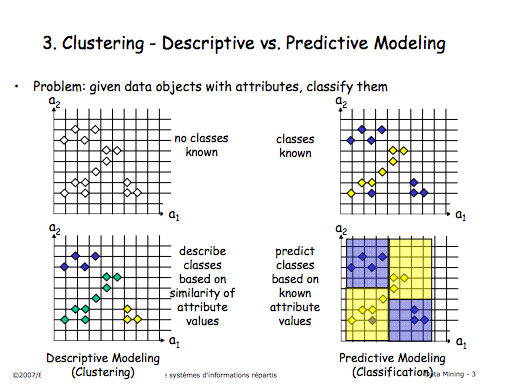 3. Clustering - Descriptive vs. Predictive Modeling
• Problem: given data objects with attributes, classify them
a2
no classes
known
a1
a2
classes
known
a1
a2
describe
classes
based on
similarity of
attribute
values
a1
a2
predict
classes
based on
known
attribute
values
a1
Descriptive Modeling
(Clustering)
Predictive Modeling
(Classification)
©2007/
systèmes d'informations répartis
Data Mining - 3